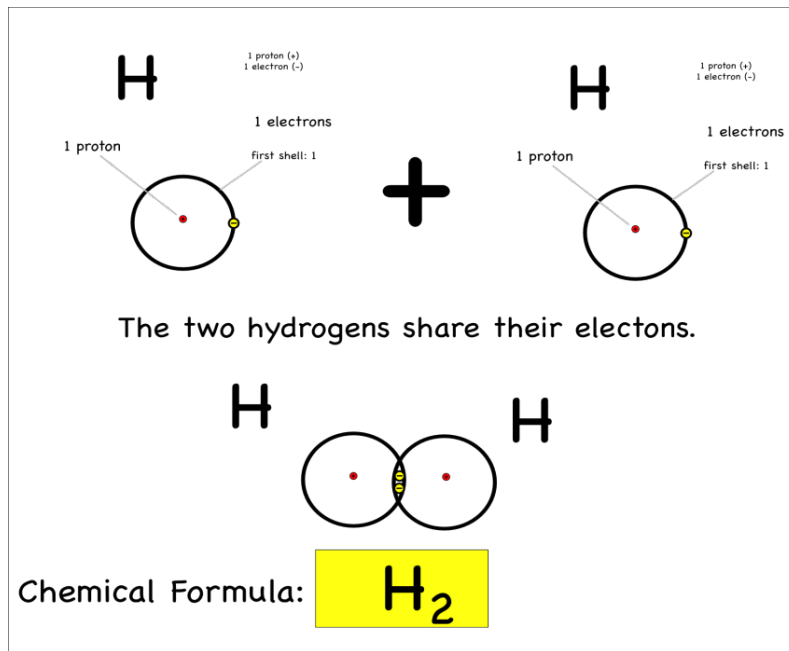 H
1 proton (+)
1 electron (-)
1 electrons
1 proton
first shell: 1
+
H
1 proton (+)
1 electron (-)
1 electrons
1 proton
first shell: 1
The two hydrogens share their electons.
H
H
Chemical Formula:
H₂